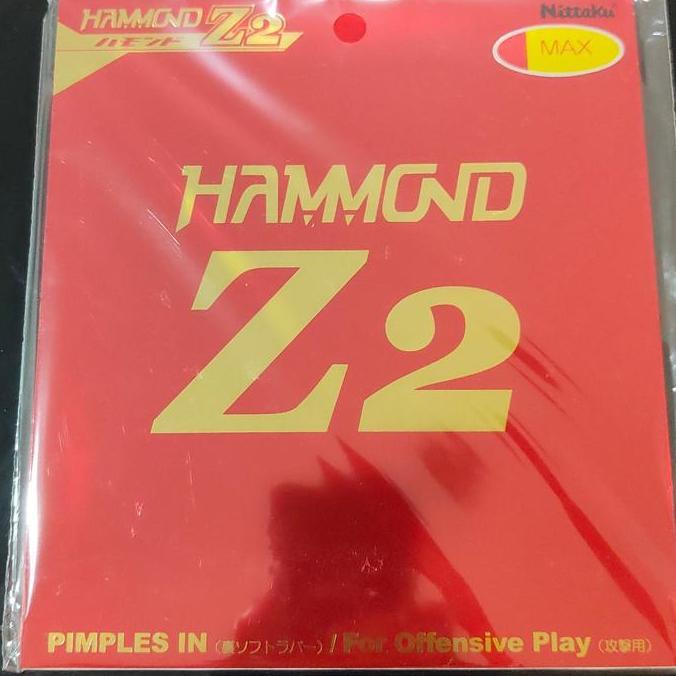 HAMMOND Z2
ハモンド
Nittaku
MAX
HAMMOND
Z2
PIMPLES IN（裏ソフトラバー）/ For Offensive Play（攻撃用）